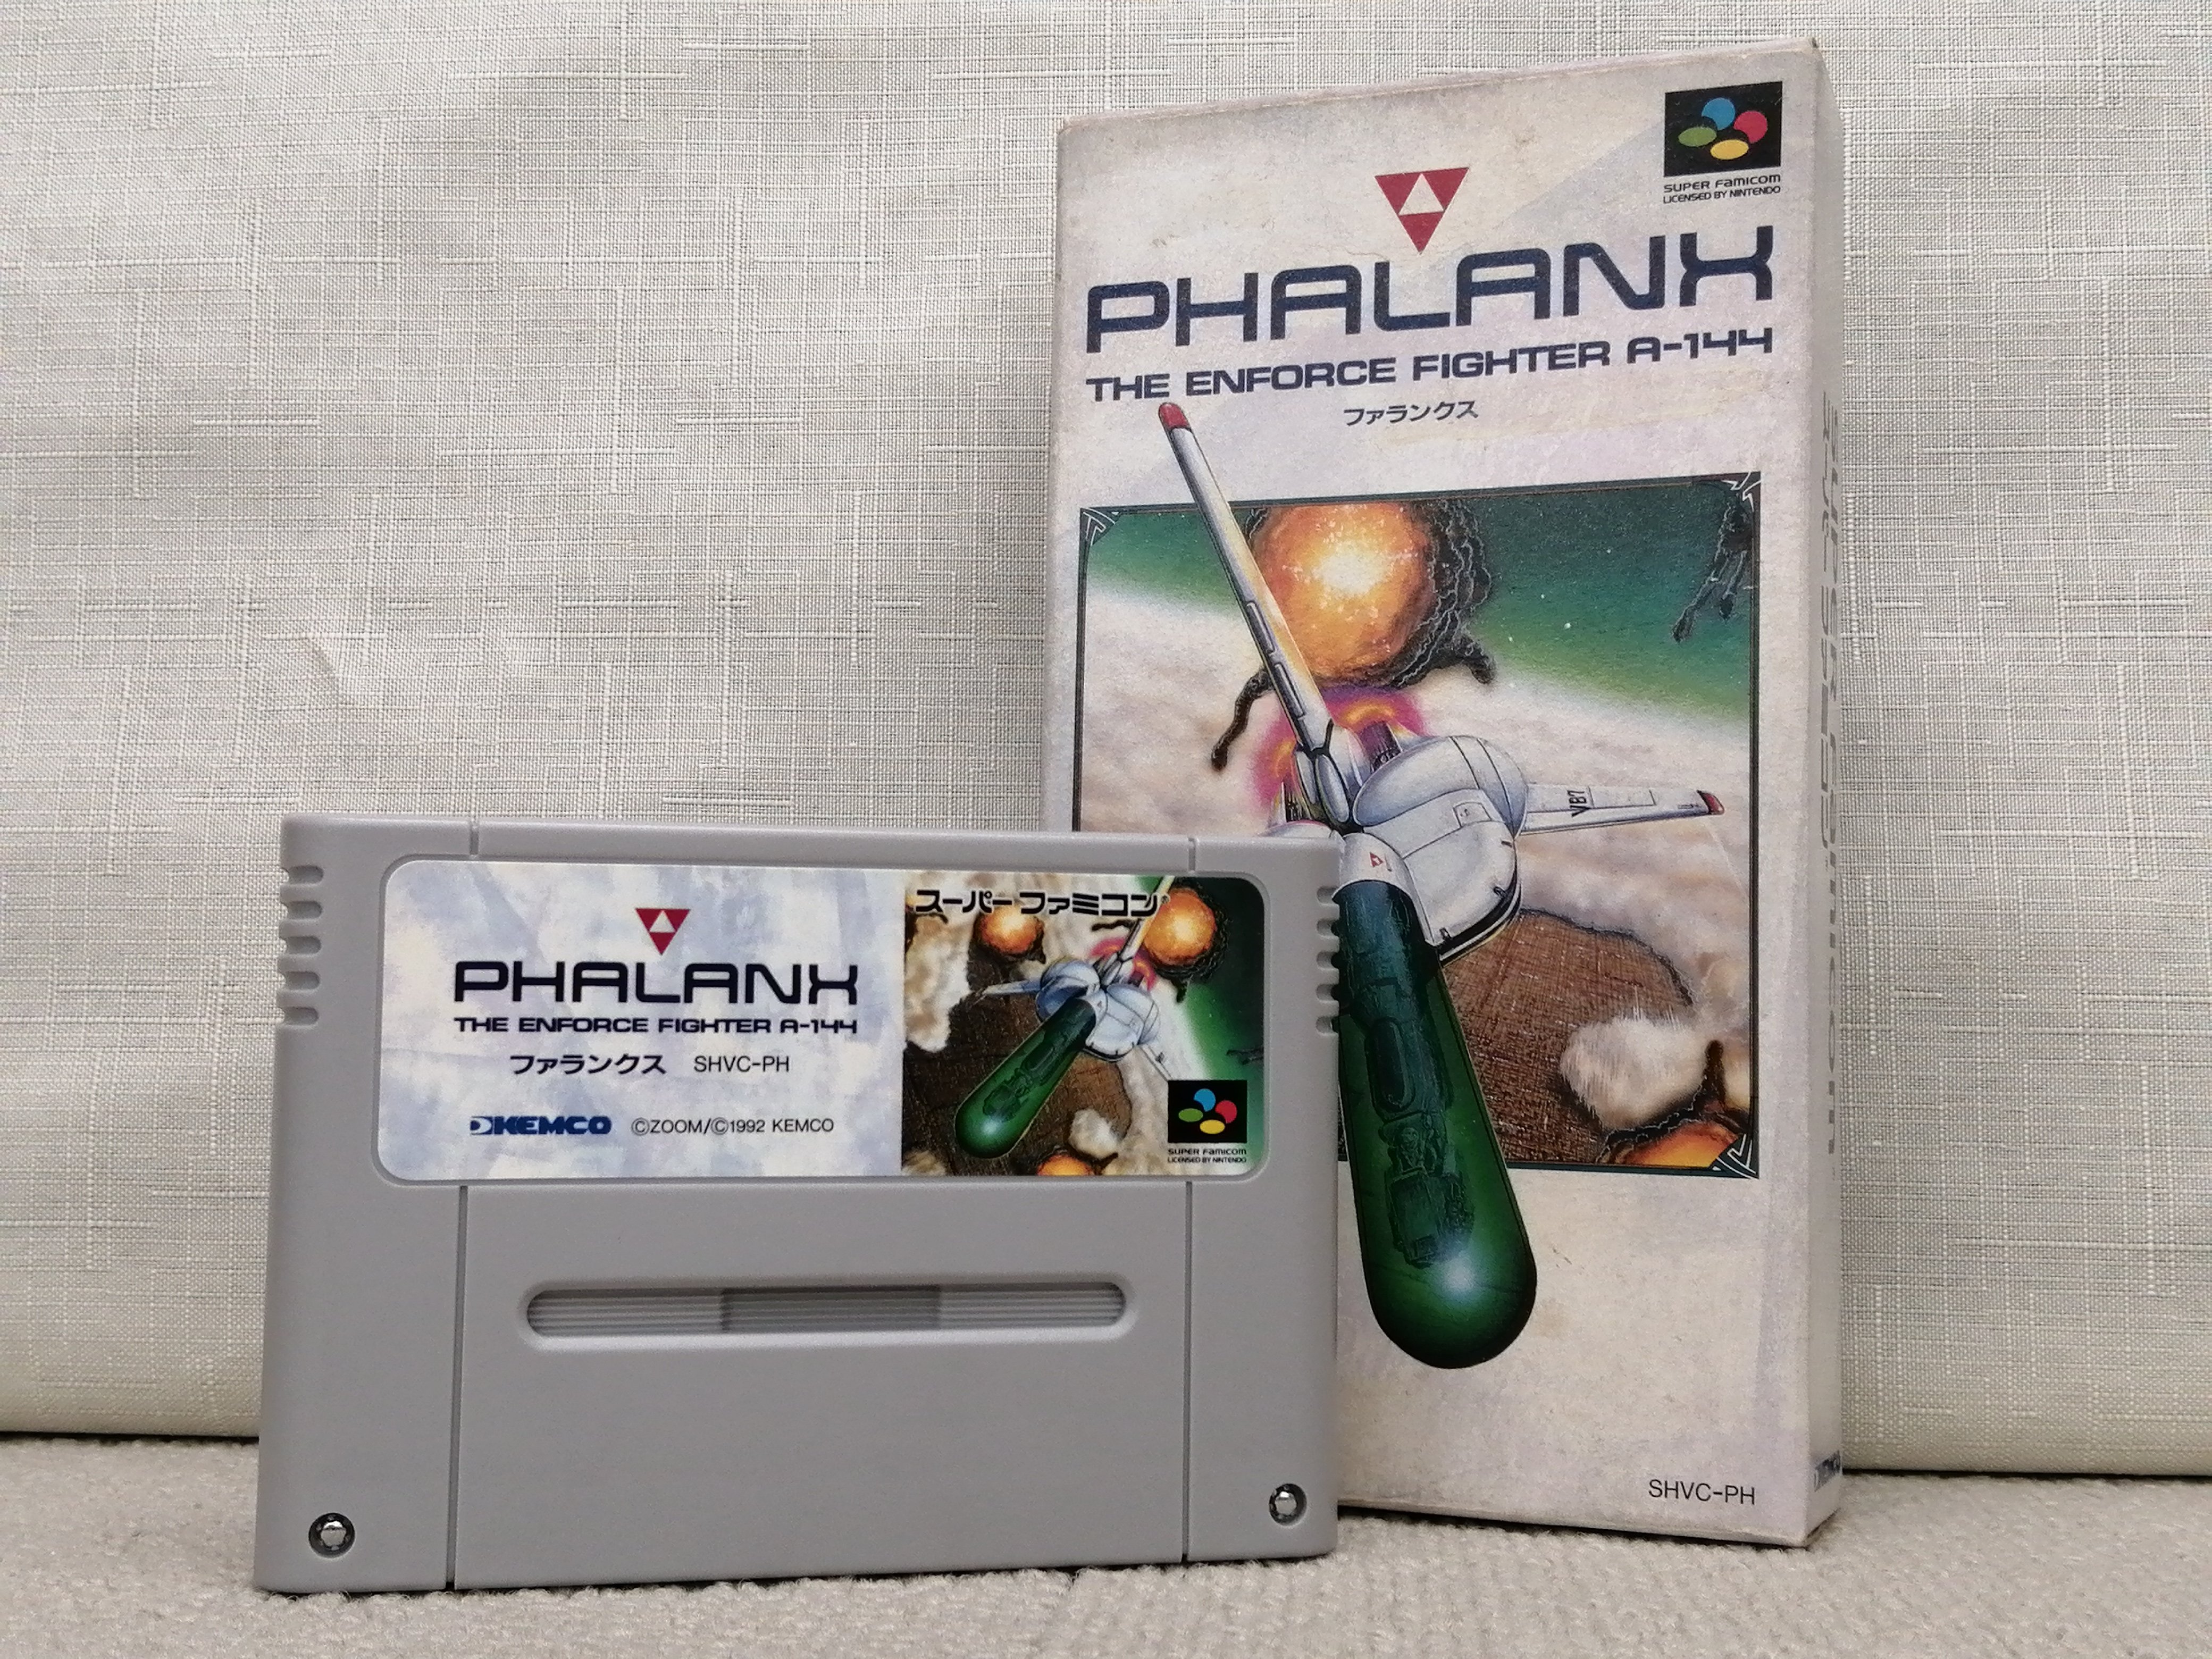 SUPER FAMICOM
LICENSED BY NINTENDO
PHALANX
THE ENFORCE FIGHTER A-144
ファランクス
VB7
SHVC-PH
KEMCO
スーパーファミコン
PHALANX
THE ENFORCE FIGHTER A-144
ファランクス SHVC-PH
KEMCO ©ZOOM/©1992 KEMCO
SUPER FAMICOM
LICENSED BY NINTENDO